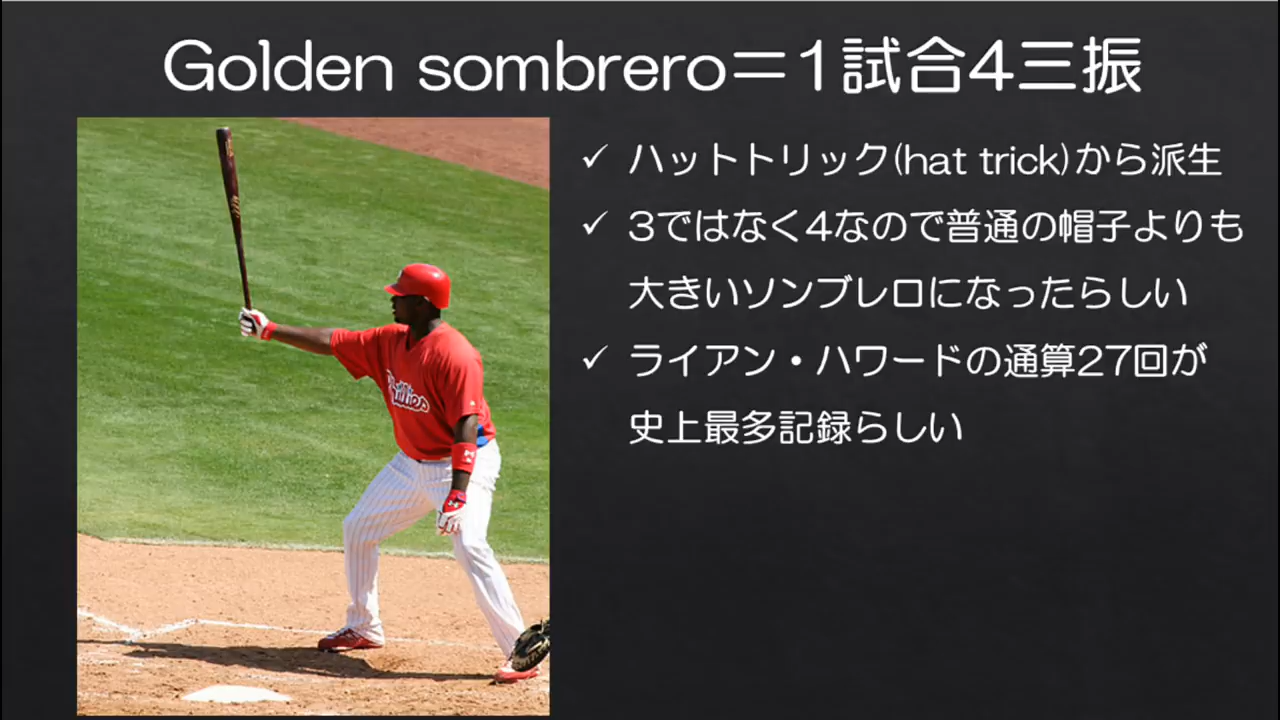 Golden sombrero＝1試合4三振
ハットトリック(hat trick)から派生
3ではなく4なので普通の帽子よりも
大きいソンブレロになったらしい
ライアン・ハワードの通算27回が
史上最多記録らしい
Phillies